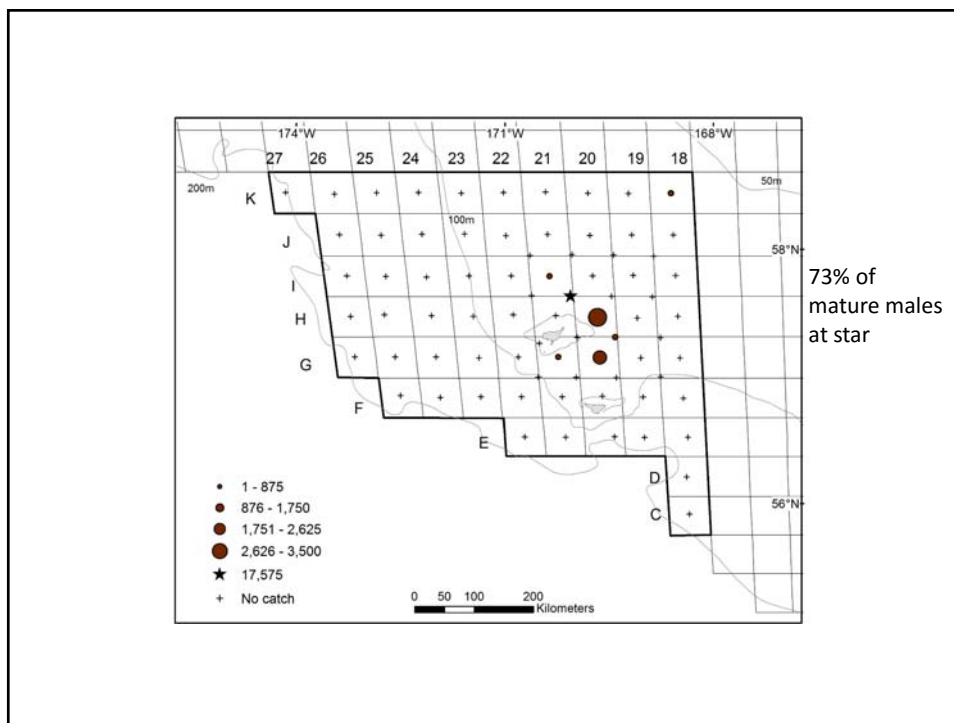 174°W 171°W 168°W
27 26 25 24 23 22 21 20 19 18
200m 50m
K
100m
J
58°N
I
73% of
mature males
at star
H
G
F
E
D
C
56°N
1 - 875
876 - 1,750
1,751 - 2,625
2,626 - 3,500
17,575
No catch
0 50 100 200
Kilometers